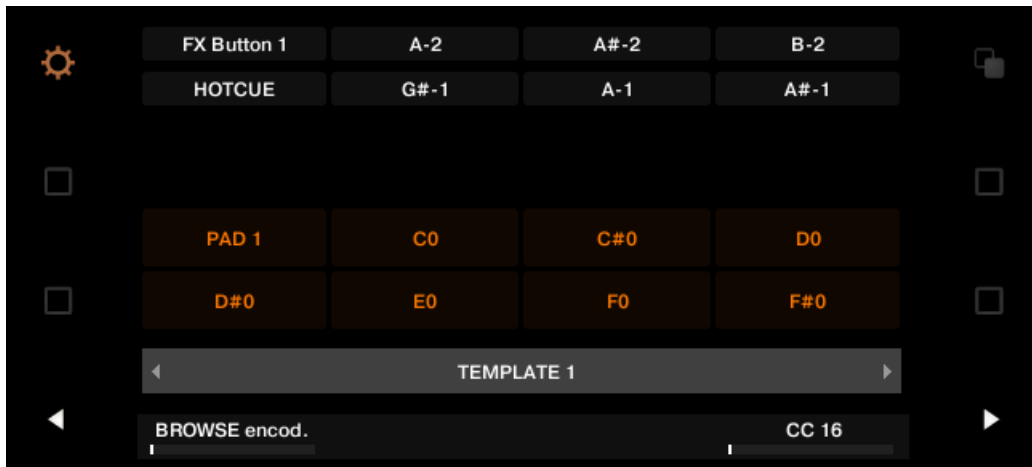 FX Button 1 A-2 A#-2 B-2
HOTCUE G#-1 A-1 A#-1
PAD 1 C0 C#0 D0
D#0 E0 F0 F#0
TEMPLATE 1
BROWSE encod. CC 16